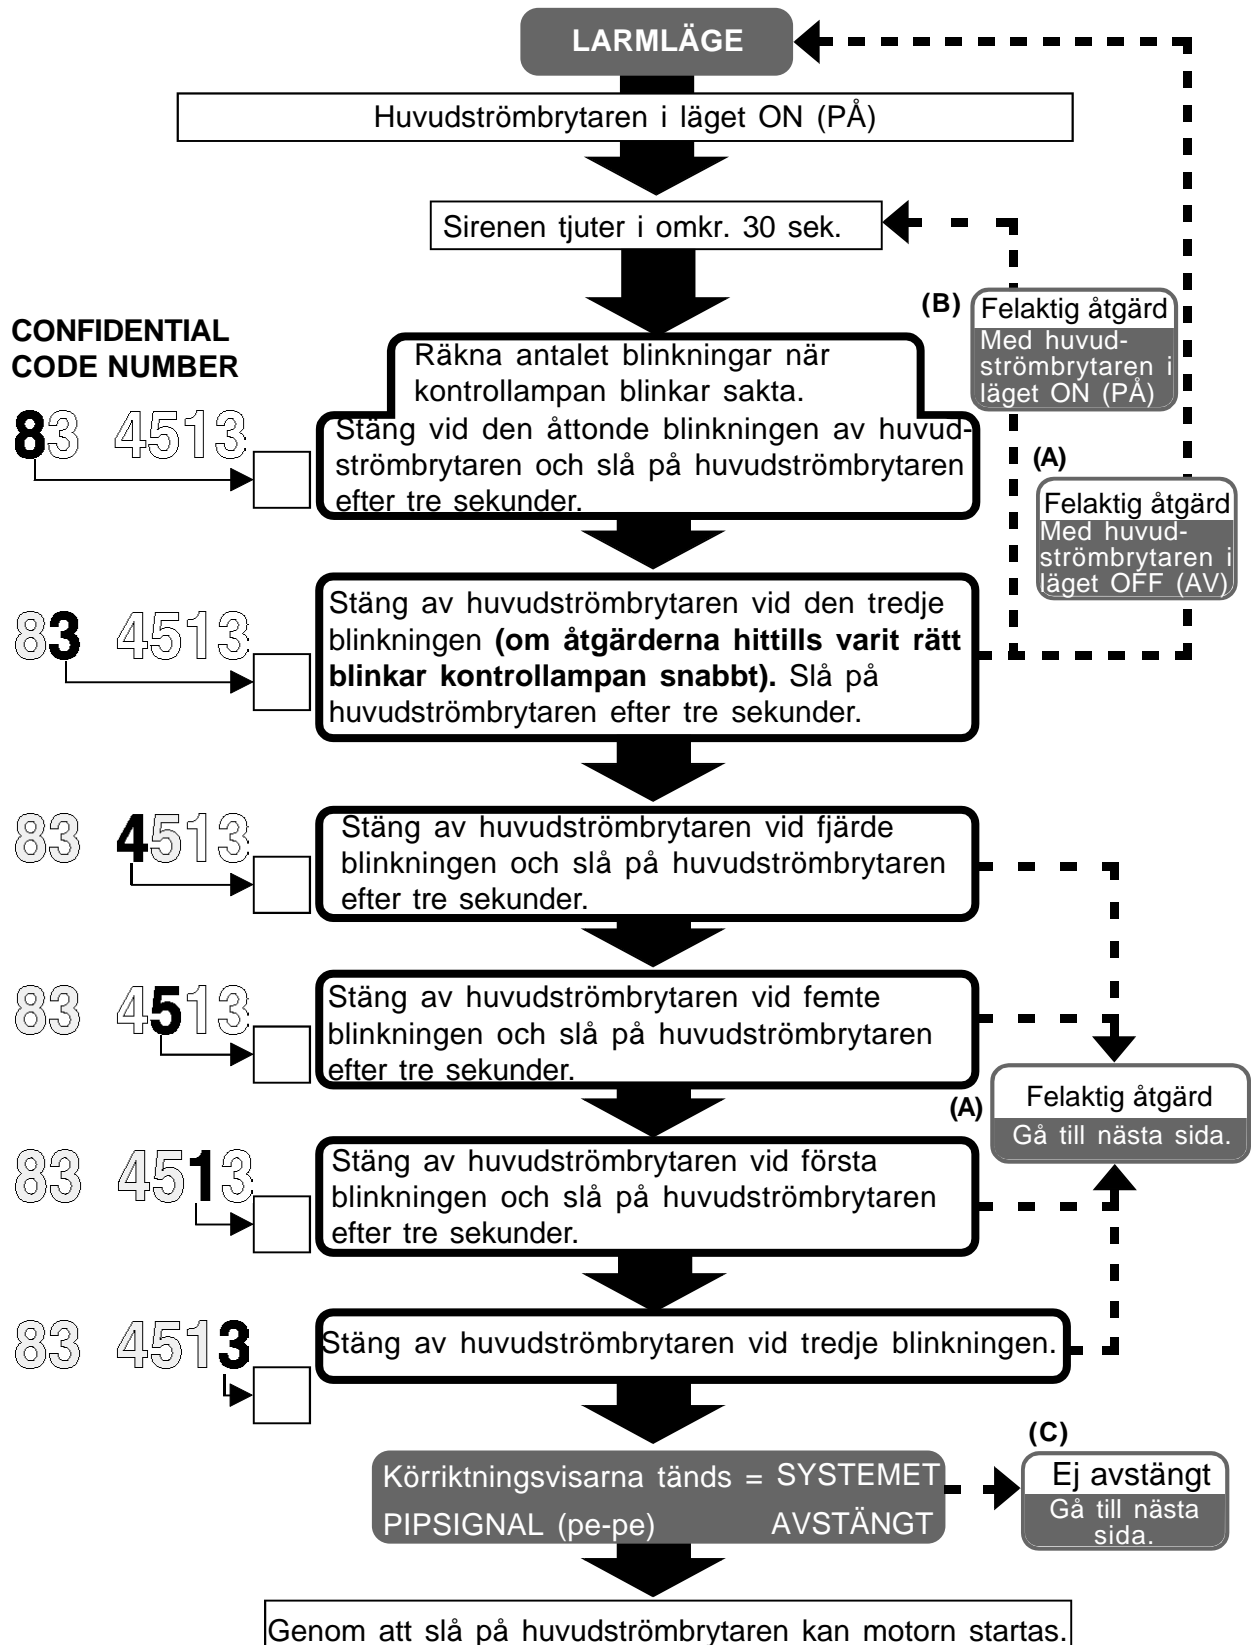 LARMLÄGE
Huvudströmbrytaren i läget ON (PÅ)
Sirenen tjuter i omkr. 30 sek.
(B)
Felaktig åtgärd
Med huvud-
strömbrytaren i
läget ON (PÅ)
CONFIDENTIAL
CODE NUMBER
Räkna antalet blinkningar när
kontrollampan blinkar sakta.
83 4513
Stäng vid den åttonde blinkningen av huvud-
strömbrytaren och slå på huvudströmbrytaren
efter tre sekunder.
(A)
Felaktig åtgärd
Med huvud-
strömbrytaren i
läget OFF (AV)
83 4513
Stäng av huvudströmbrytaren vid den tredje
blinkningen (om åtgärderna hittills varit rätt
blinkar kontrollampan snabbt). Slå på
huvudströmbrytaren efter tre sekunder.
83 4513
Stäng av huvudströmbrytaren vid fjärde
blinkningen och slå på huvudströmbrytaren
efter tre sekunder.
83 4513
Stäng av huvudströmbrytaren vid femte
blinkningen och slå på huvudströmbrytaren
efter tre sekunder.
(A)
Felaktig åtgärd
Gå till nästa sida.
83 4513
Stäng av huvudströmbrytaren vid första
blinkningen och slå på huvudströmbrytaren
efter tre sekunder.
83 4513
Stäng av huvudströmbrytaren vid tredje blinkningen.
Körriktningsvisarna tänds = SYSTEMET
PIPSIGNAL (pe-pe) AVSTÄNGT
(C)
Ej avstängt
Gå till nästa
sida.
Genom att slå på huvudströmbrytaren kan motorn startas.